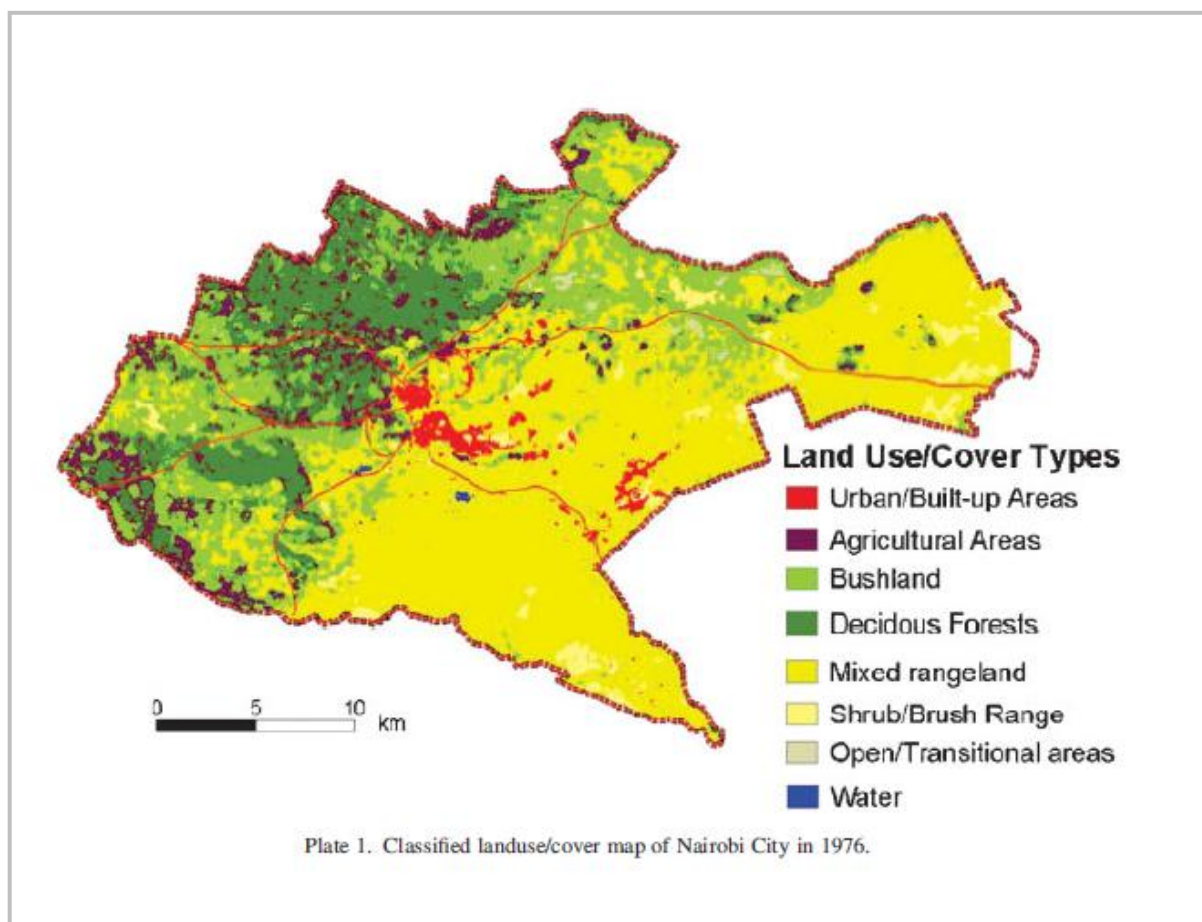 Land Use/Cover Types
Urban/Built-up Areas
Agricultural Areas
Bushland
Decidous Forests
Mixed rangeland
Shrub/Brush Range
Open/Transitional areas
Water
0 5 10
km
Plate 1. Classified landuse/cover map of Nairobi City in 1976.